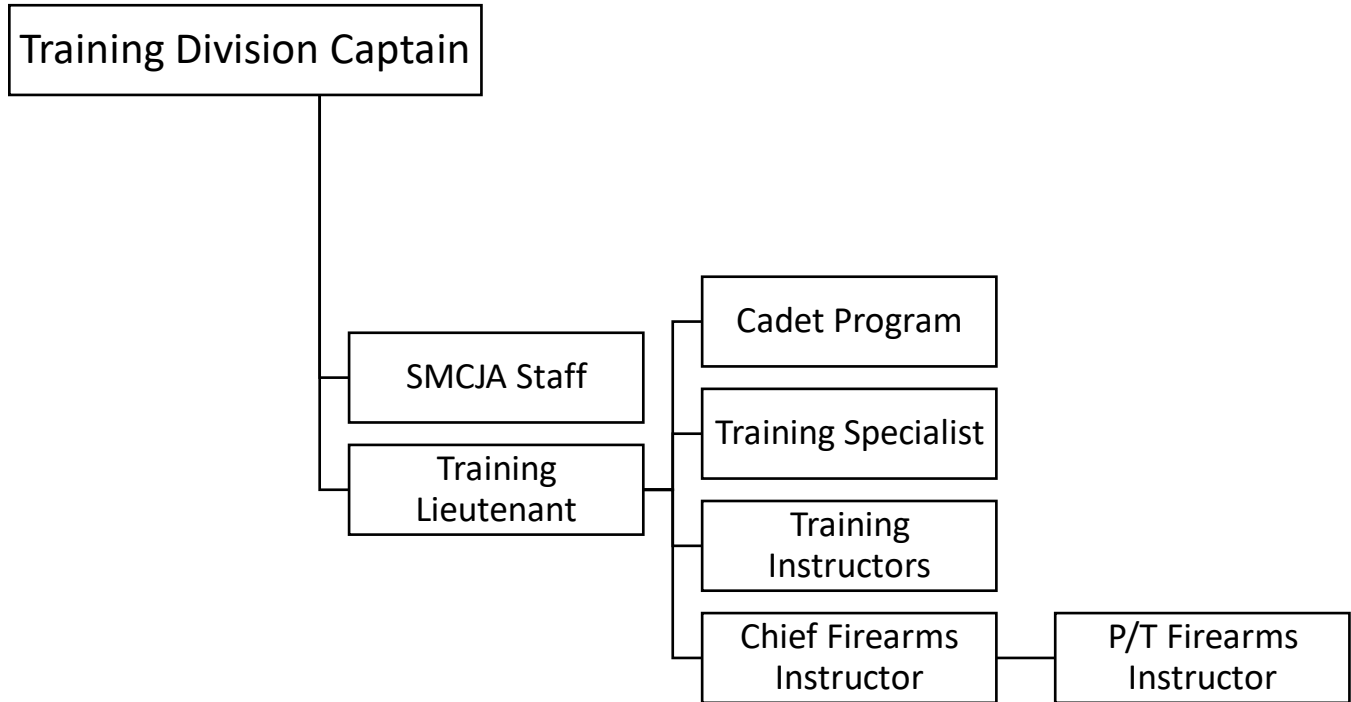 Training Division Captain
SMCJA Staff
Training
Lieutenant
Cadet Program
Training Specialist
Training
Instructors
Chief Firearms
Instructor
P/T Firearms
Instructor